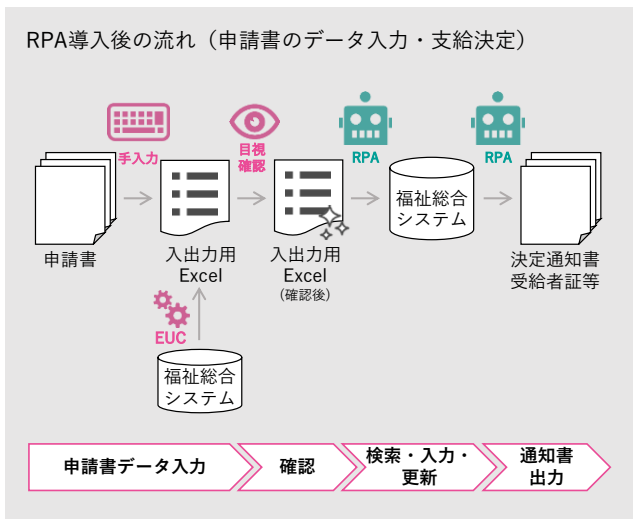 RPA導入後の流れ（申請書のデータ入力・支給決定）
手入力
目視
確認
RPA
RPA
申請書
入出力用
Excel
入出力用
Excel
(確認後)
福祉総合
システム
決定通知書
受給者証等
EUC
福祉総合
システム
申請書データ入力
確認
検索・入力・
更新
通知書
出力